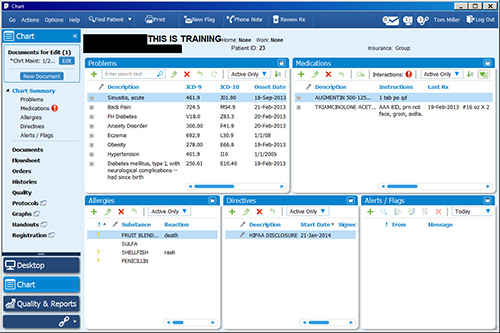 Chart
Go Actions Options Help Find Patient Print New Flag Phone Note Renew Rx Tom Miller Log Out
Chart
THIS IS TRAINING Home: None Work: None
Patient ID: 23 Insurance: Group:
Documents for Edit (1)
*Chrt Maint: 1/2... Edit
New Document
Chart Summary
Problems
Medications
Allergies
Directives
Alerts / Flags
Documents
Flowsheet
Orders
Histories
Quality
Protocols
Graphs
Handouts
Registration
Desktop
Chart
Quality & Reports
Problems
Enter search text Active Only
Description ICD-9 ICD-10 Onset Date
Sinusitis, acute 461.9 J01.90 18-Sep-2013
Back Pain 724.5 M54.9 21-Feb-2013
FH Diabetes V18.0 Z83.3 20-Feb-2013
Anxiety Disorder 300.00 F41.9 20-Feb-2013
Eczema 692.9 L30.9 1/1/08
Obesity 278.00 E66.9 19-Feb-2013
Hypertension 401.9 I10 1/1/2005
Diabetes mellitus, type I, with 250.61 E10.40 19-Feb-2013
neurological complications --
had since birth
Medications
Interactions: Active Only
Description Instructions Last Rx
AUGMENTIN 500-125... 1 tab po qd
TRIAMCINOLONE ACET... AAA BID, prn not 19-Feb-2013 #16 oz X 2
face, groin, axilla.
Allergies
Active Only
! Substance Reaction
! FRUIT BLEND... death
SULFA
! SHELLFISH rash
! PENICILLIN
Directives
Active Only
Description Start Date Signed
HIPAA DISCLOSURE 21-Jan-2014
Alerts / Flags
Today
! From Message